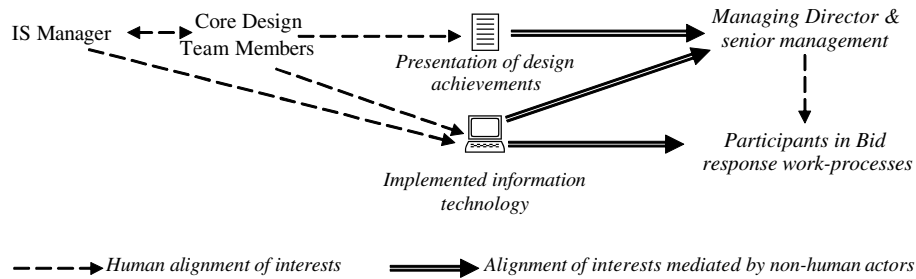 IS Manager
Core Design
Team Members
Presentation of design
achievements
Managing Director &
senior management
Implemented information
technology
Participants in Bid
response work-processes
Human alignment of interests
Alignment of interests mediated by non-human actors